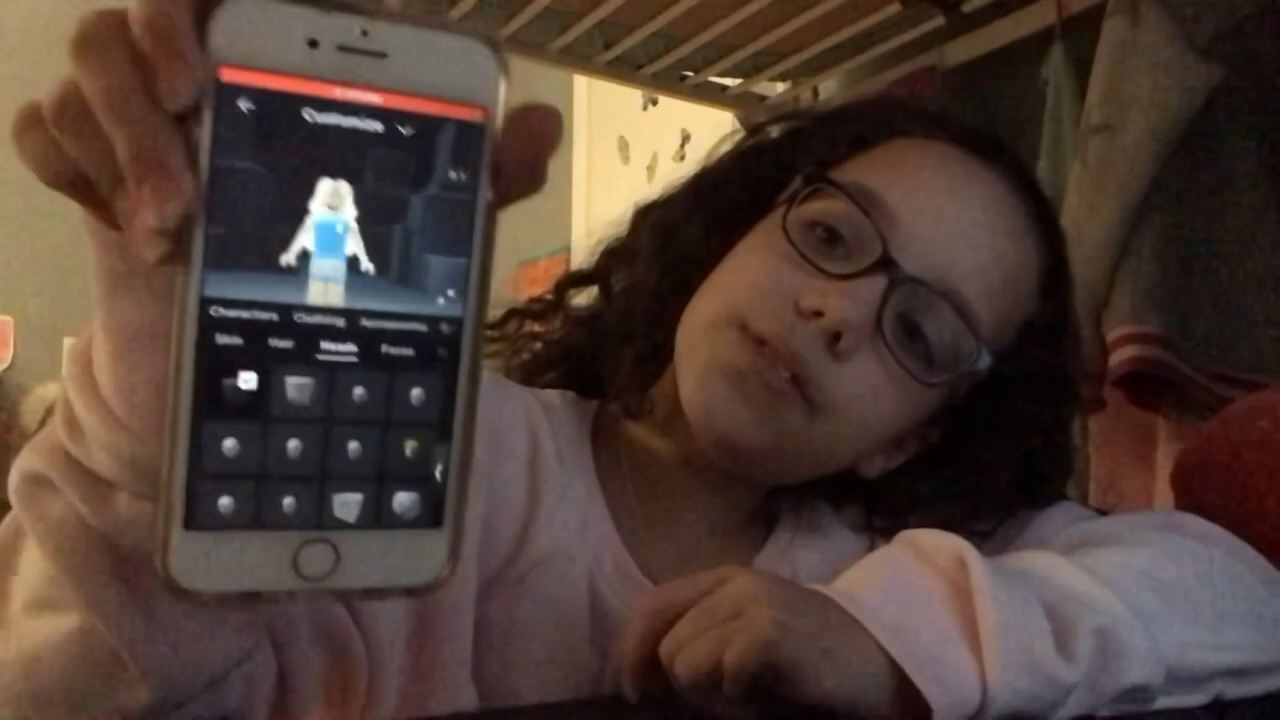 Customize
Characters Clothing Accessories
Skin Hair Heads Faces